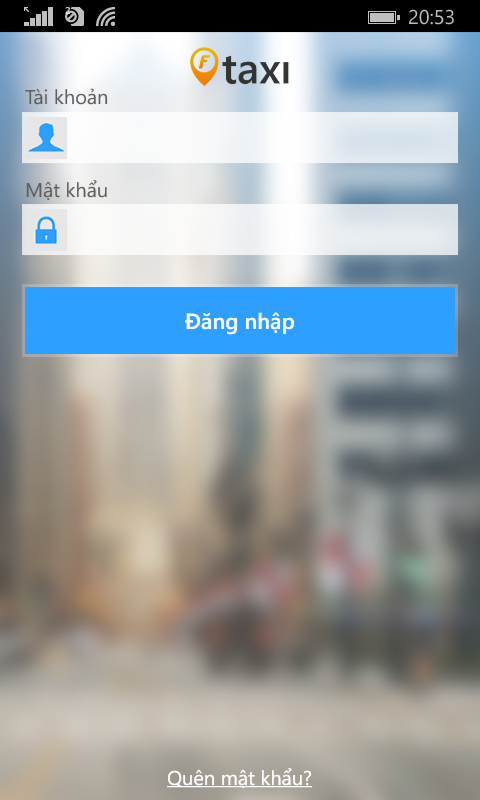 20:53
F taxi
Tài khoản
Mật khẩu
Đăng nhập
Quên mật khẩu?